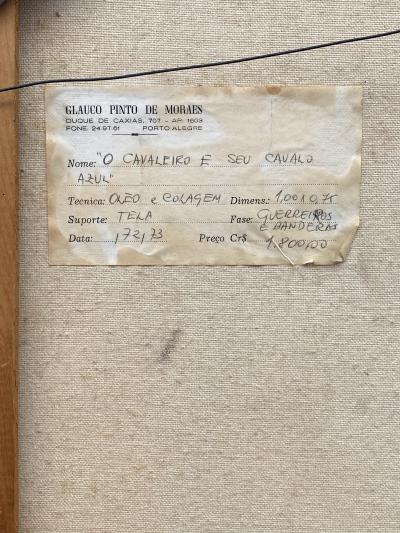 GLAUCO PINTO DE MORAES
DUQUE DE CAXIAS, 707 - AP. 1603
FONE 24.97.61 PORTO ALEGRE
Nome: "O CAVALEIRO E SEU CAVALO
AZUL"
Tecnica: OLEO e COLAGEM Dimens.: 1,00 x 0,75
Suporte: TELA Fase: GUERREIROS
E BANDEIRAS
Data: /72/73 Preço Cr$ 1.800,00